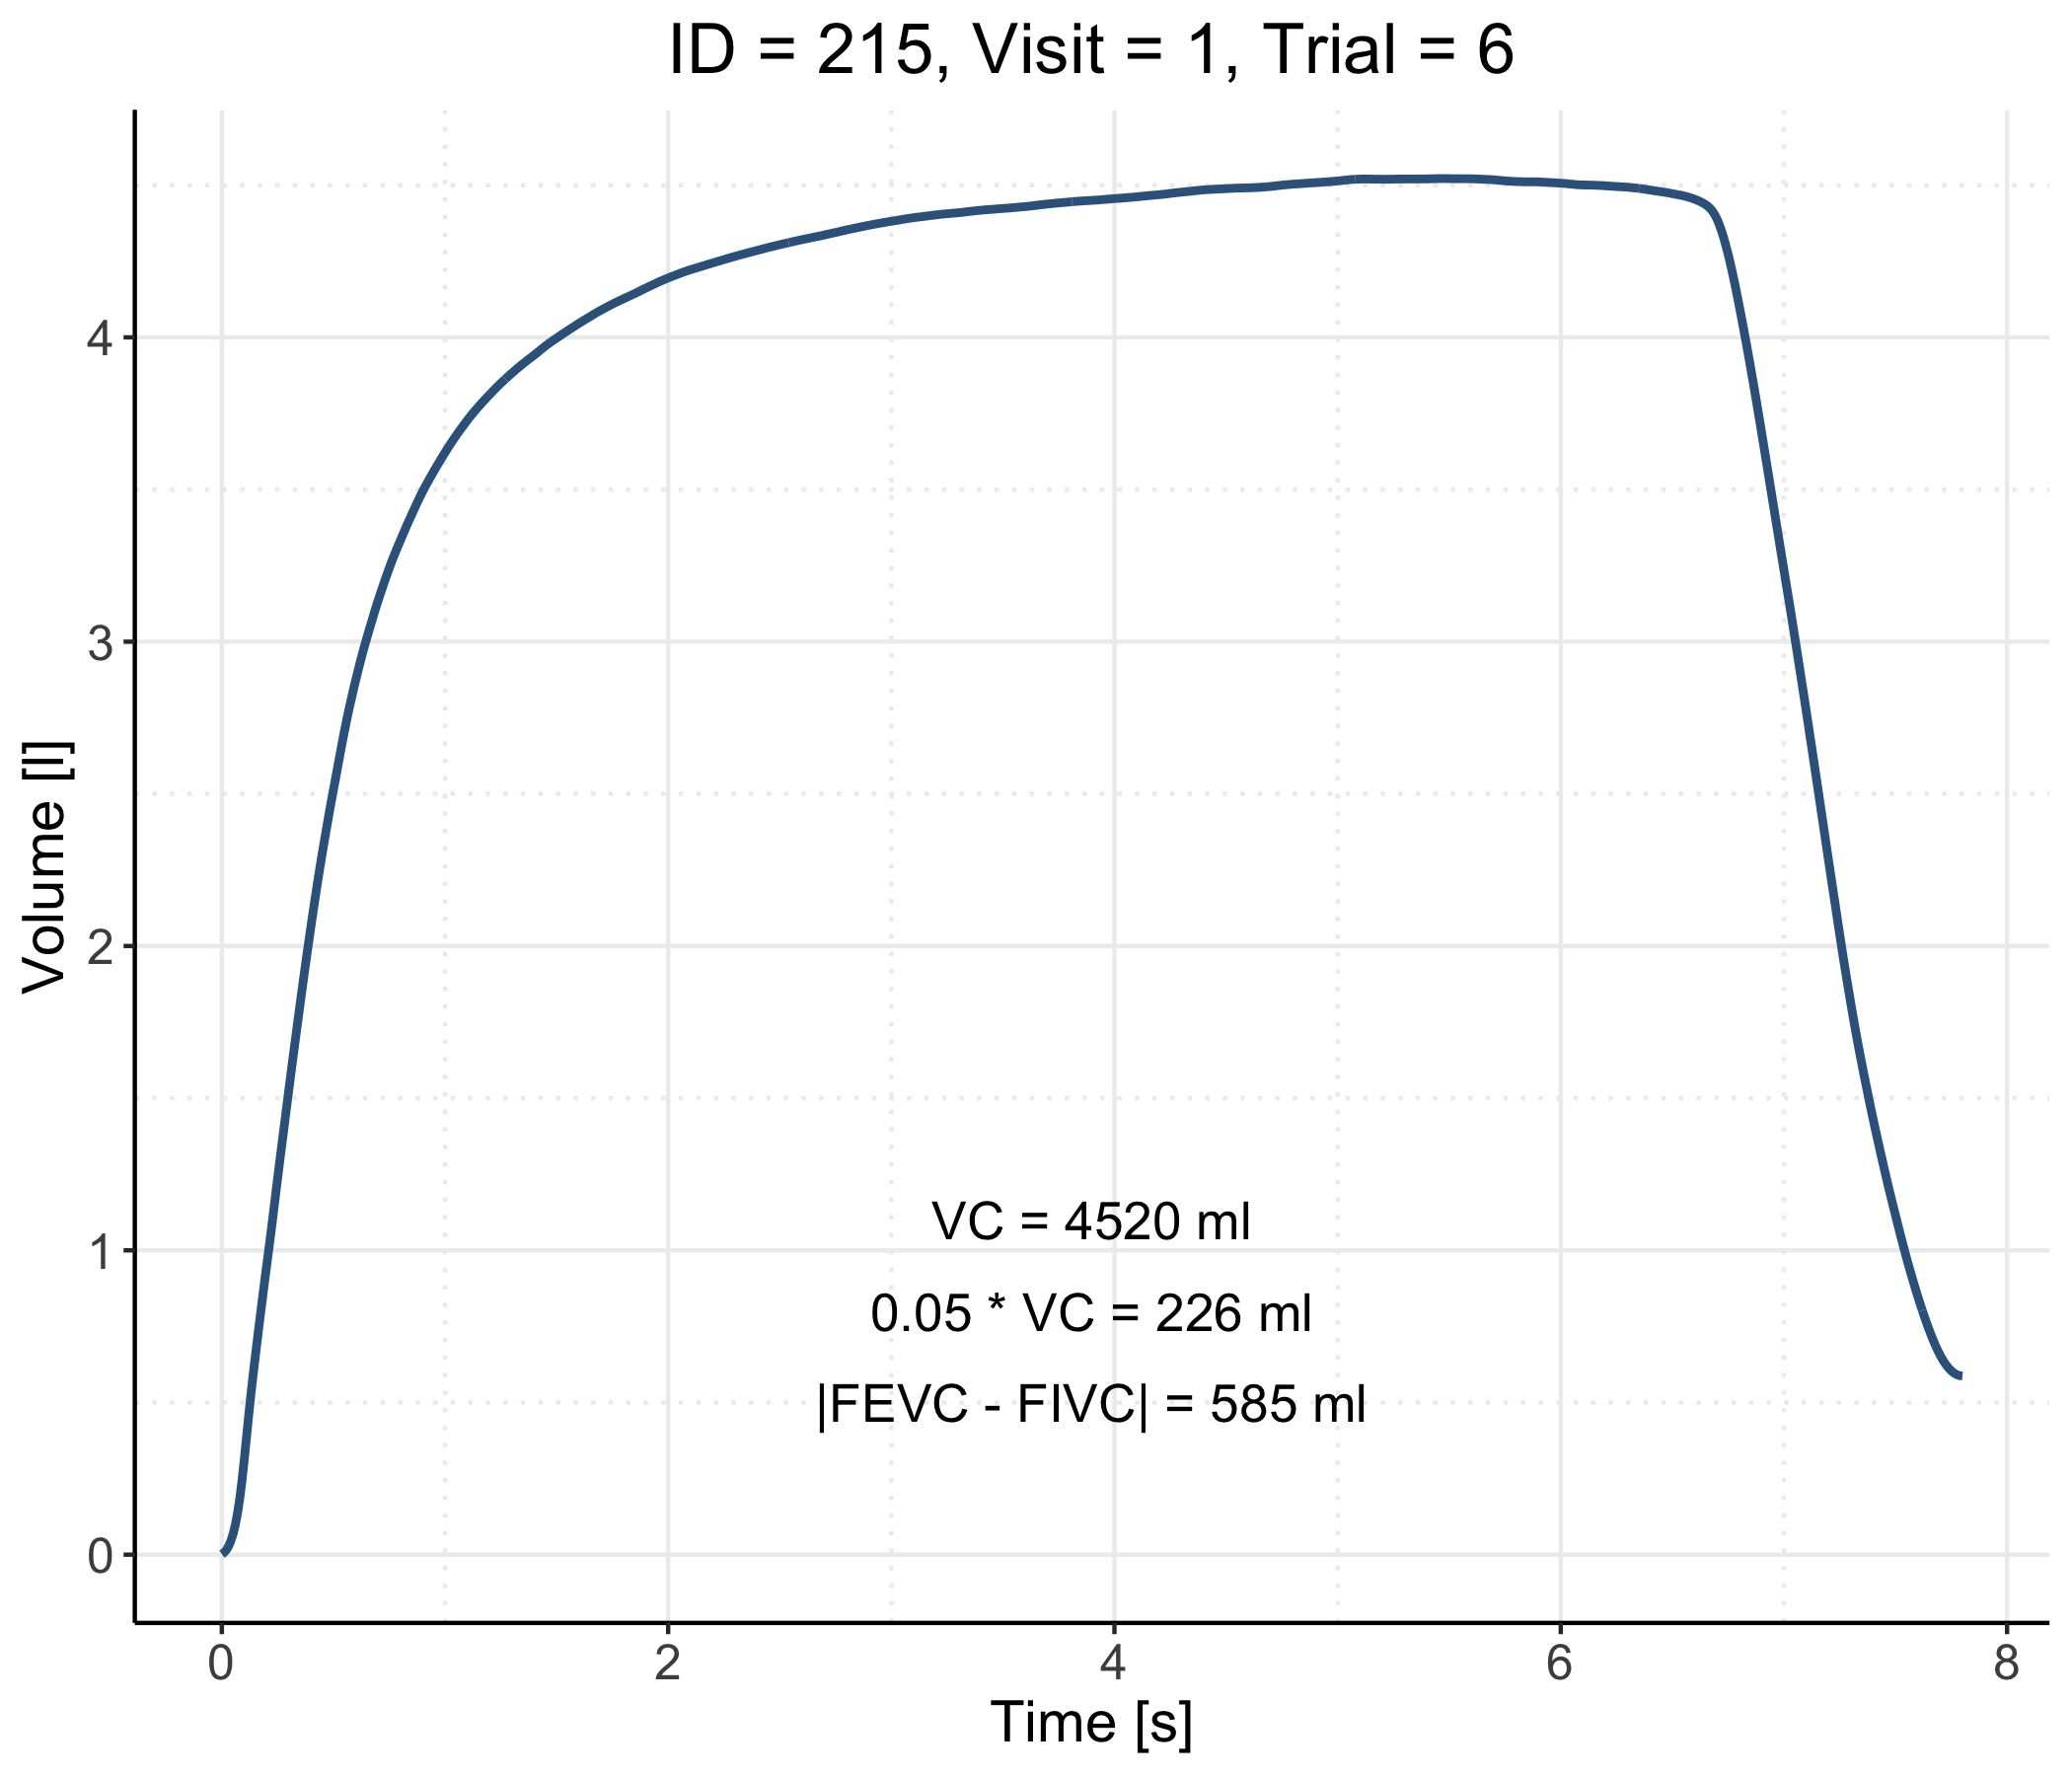 ID = 215, Visit = 1, Trial = 6
Volume [l]
4
3
2
1
0
VC = 4520 ml
0.05 * VC = 226 ml
|FEVC - FIVC| = 585 ml
0 2 4 6 8
Time [s]